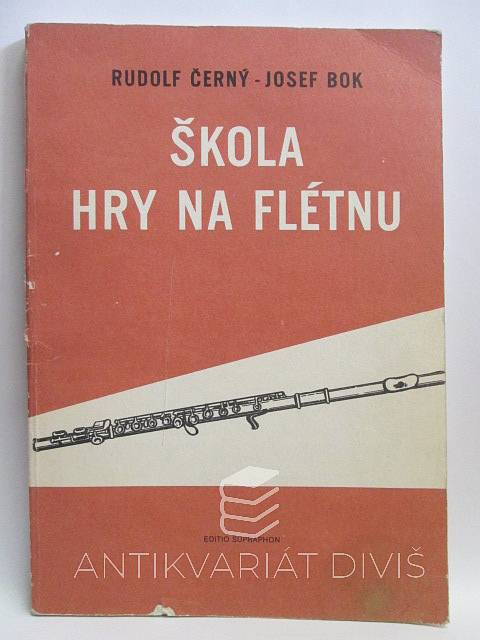 RUDOLF ČERNÝ - JOSEF BOK
ŠKOLA
HRY NA FLÉTNU
EDITIO SUPRAPHON
ANTIKVARIÁT DIVIŠ